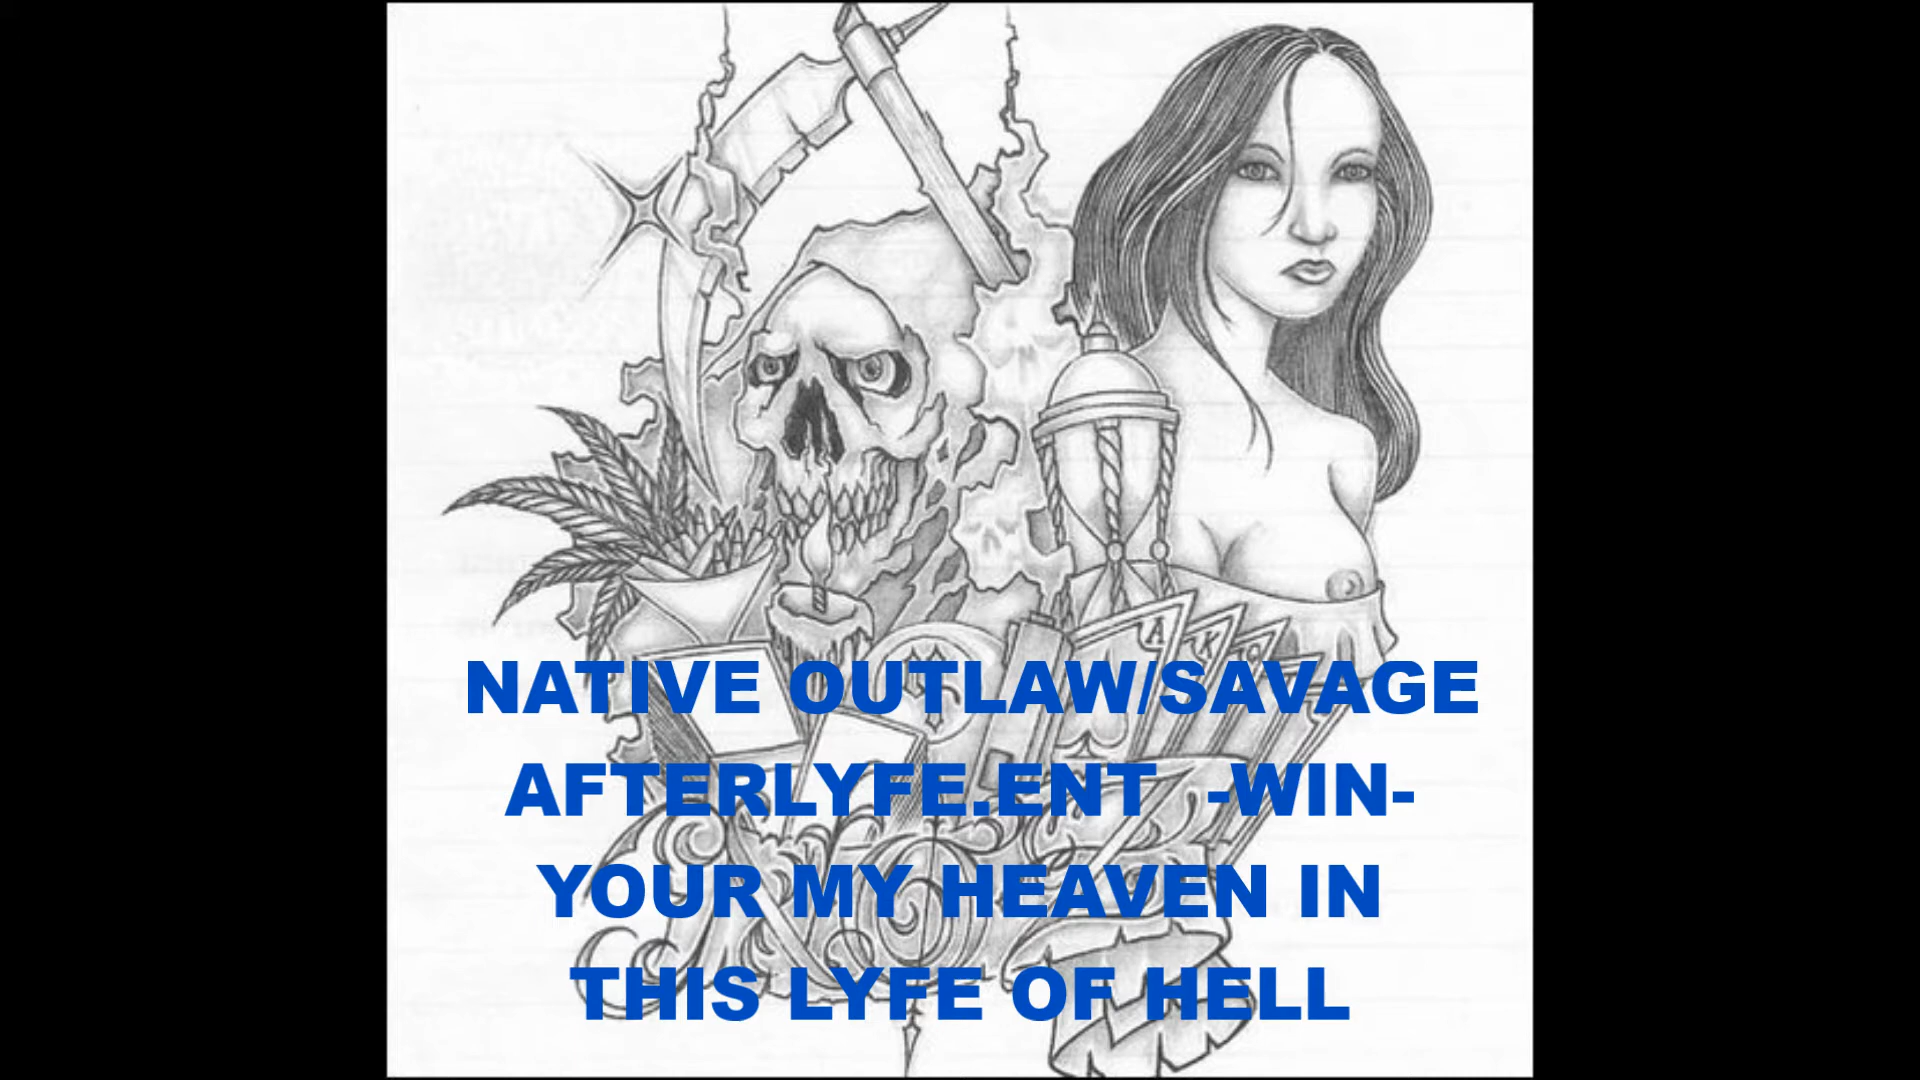 A K Q
NATIVE OUTLAW/SAVAGE
AFTERLYFE.ENT -WIN-
YOUR MY HEAVEN IN
THIS LYFE OF HELL